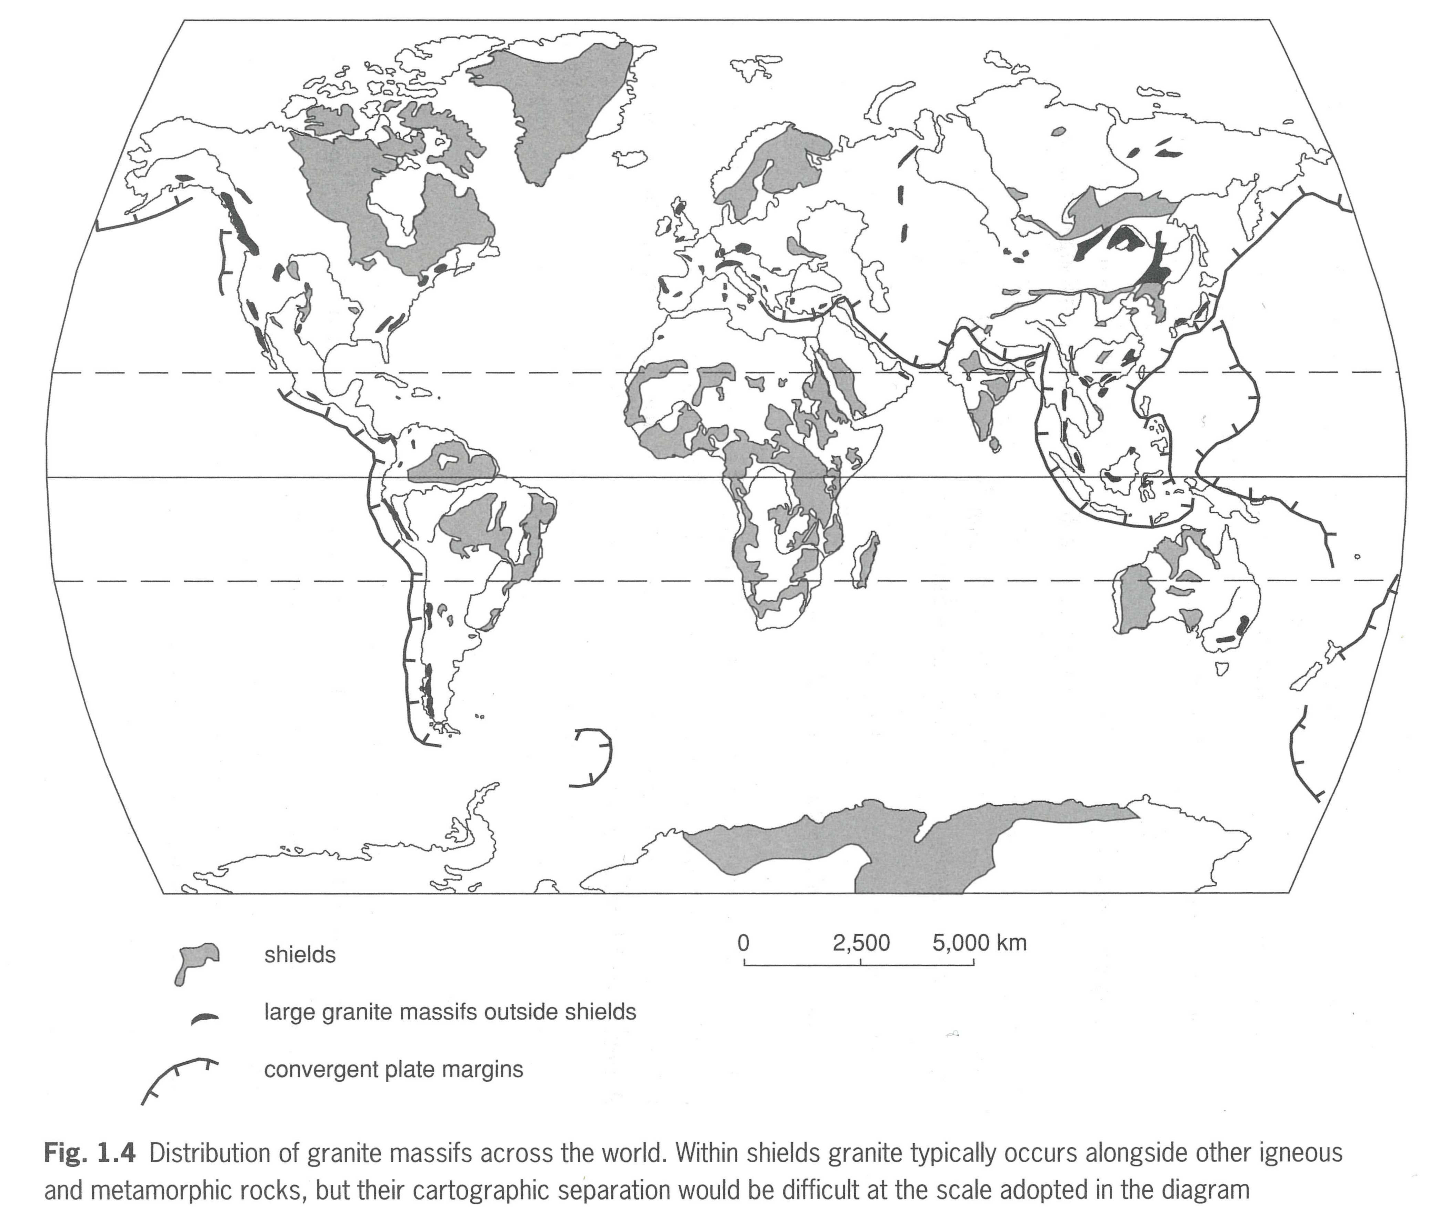 0 2,500 5,000 km
shields
large granite massifs outside shields
convergent plate margins
Fig. 1.4 Distribution of granite massifs across the world. Within shields granite typically occurs alongside other igneous
and metamorphic rocks, but their cartographic separation would be difficult at the scale adopted in the diagram